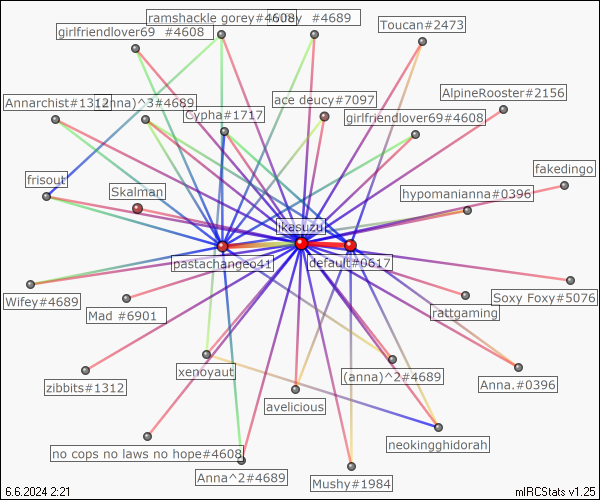 ramshackle gorey#4608
#4689
girlfriendlover69 #4608
Toucan#2473
AlpineRooster#2156
ace deucy#7097
Annarchist#1312
(anna)^3#4689
Cypha#1717
girlfriendlover69#4608
fakedingo
frisout
Skalman
hypomanianna#0396
ikasuzu
pastachangeo41
default#0617
Wifey#4689
Mad #6901
rattgaming
Soxy Foxy#5076
zibbits#1312
xenoyaut
(anna)^2#4689
Anna.#0396
avelicious
no cops no laws no hope#4608
neokingghidorah
Anna^2#4689
Mushy#1984
6.6.2024 2:21
mIRCStats v1.25